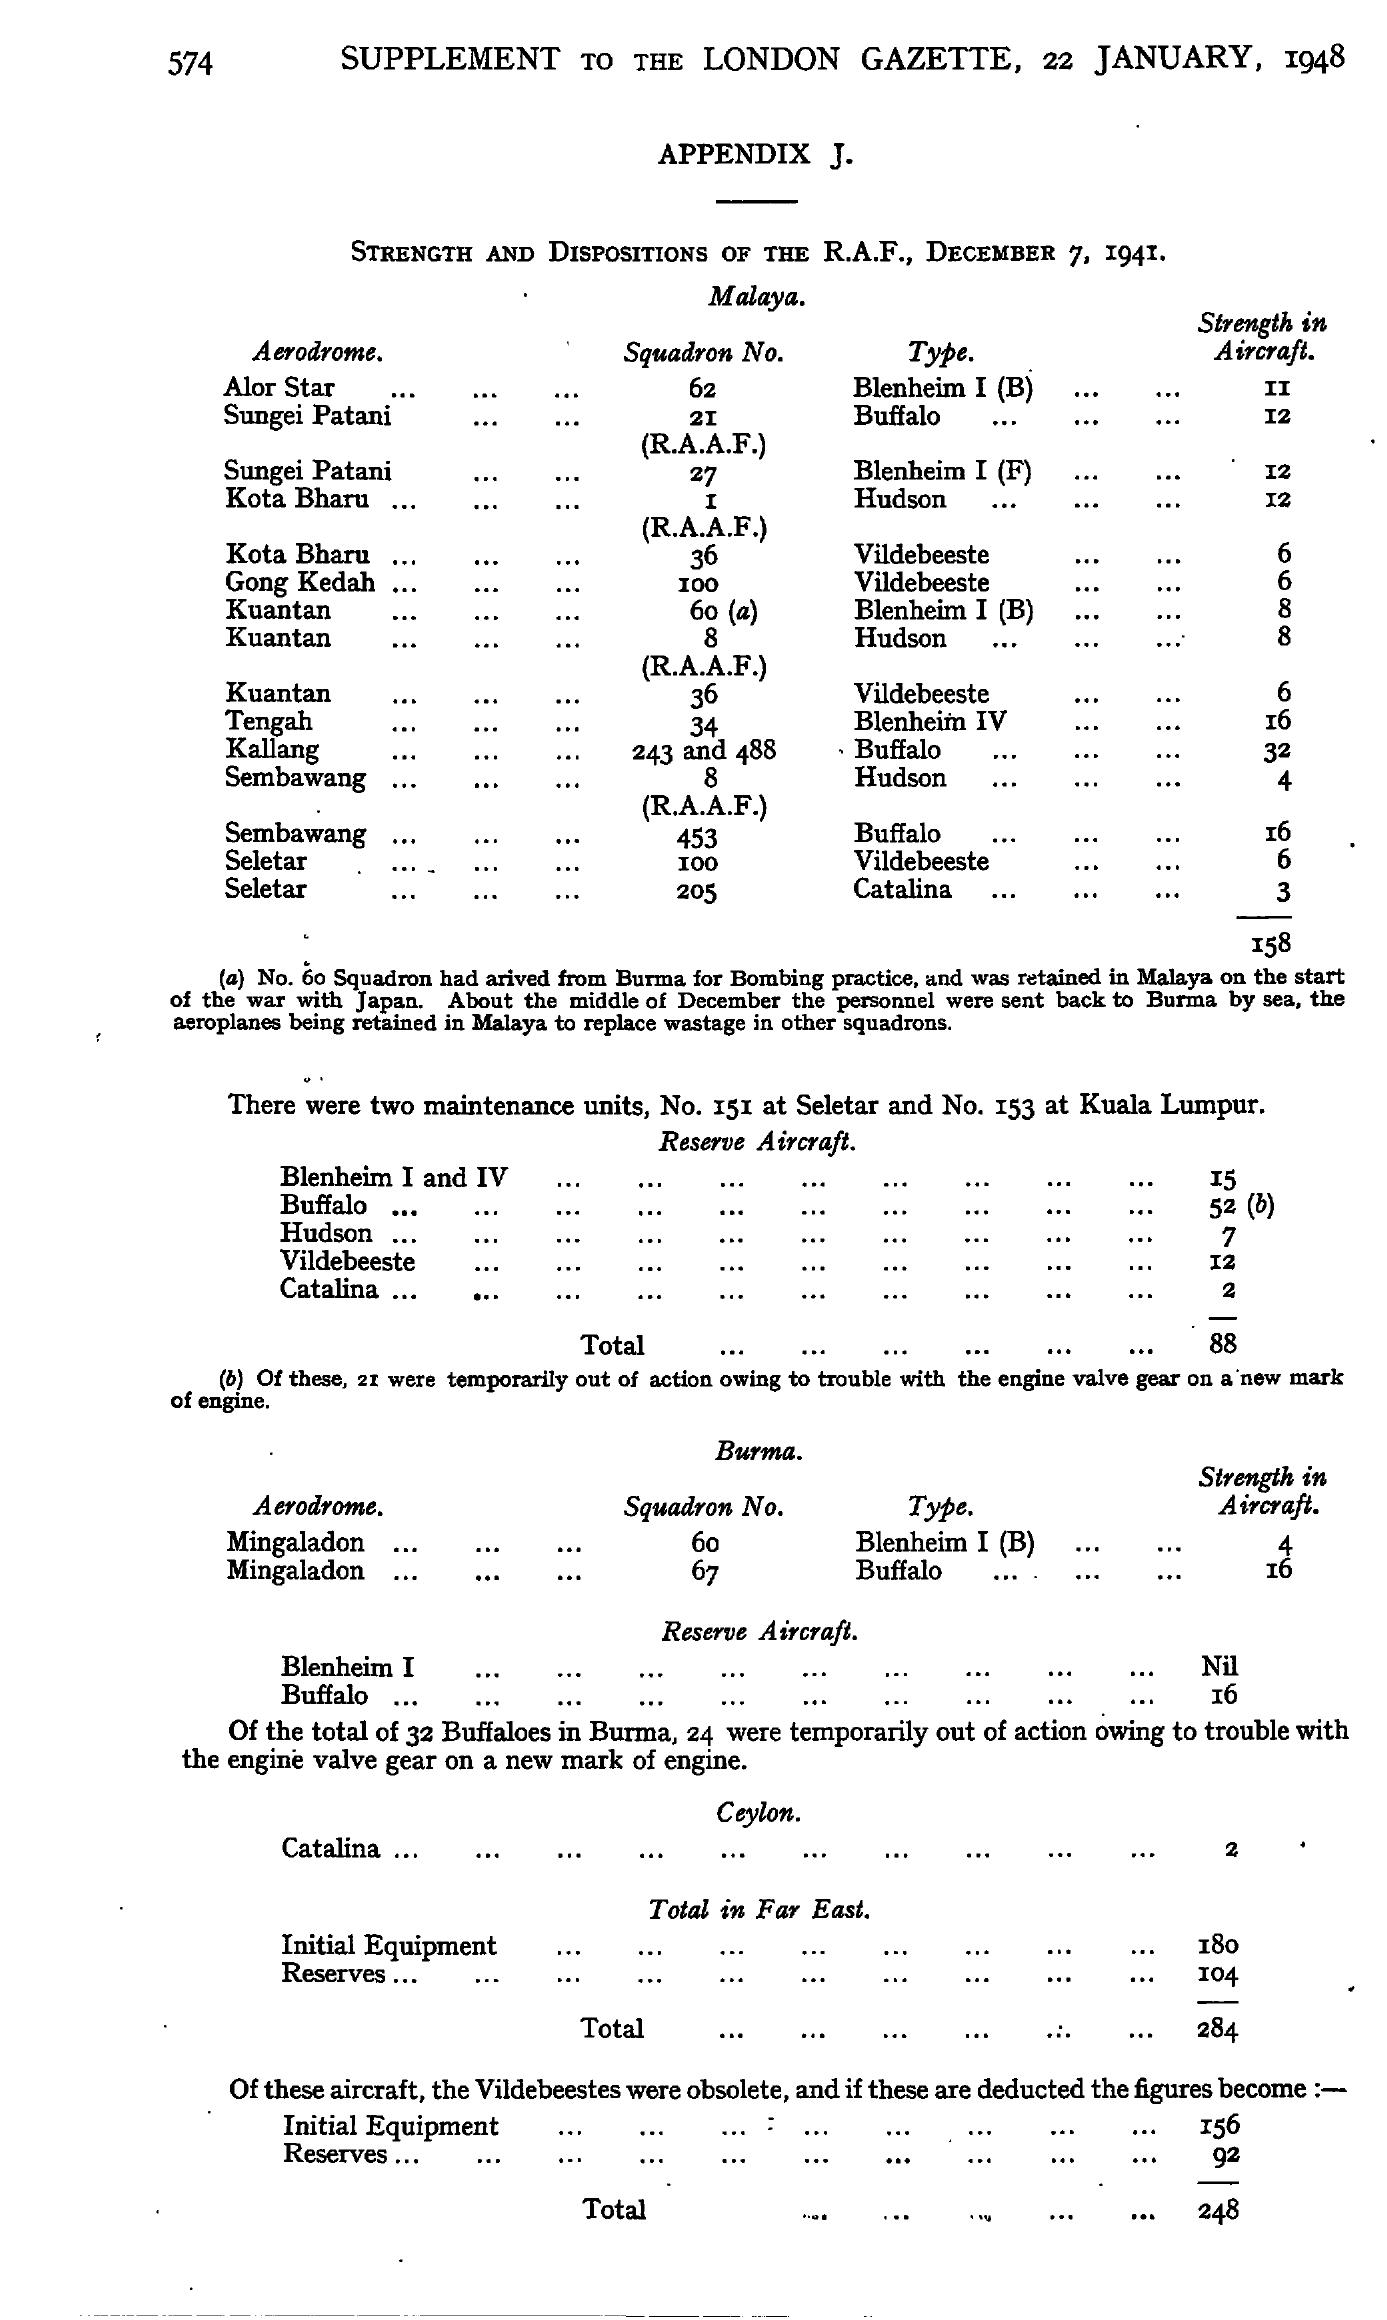 574 SUPPLEMENT TO THE LONDON GAZETTE, 22 JANUARY, 1948
APPENDIX J.
STRENGTH AND DISPOSITIONS OF THE R.A.F., DECEMBER 7, 1941.
Malaya.
Strength in
Aerodrome. Squadron No. Type. Aircraft.
Alor Star ... ... ... 62 Blenheim I (B) ... ... 11
Sungei Patani ... ... 21 Buffalo ... ... ... 12
(R.A.A.F.)
Sungei Patani ... ... 27 Blenheim I (F) ... ... 12
Kota Bharu ... ... ... 1 Hudson ... ... ... 12
(R.A.A.F.)
Kota Bharu ... ... ... 36 Vildebeeste ... ... 6
Gong Kedah ... ... ... 100 Vildebeeste ... ... 6
Kuantan ... ... ... 60 (a) Blenheim I (B) ... ... 8
Kuantan ... ... ... 8 Hudson ... ... ... 8
(R.A.A.F.)
Kuantan ... ... ... 36 Vildebeeste ... ... 6
Tengah ... ... ... 34 Blenheim IV ... ... 16
Kallang ... ... ... 243 and 488 Buffalo ... ... ... 32
Sembawang ... ... ... 8 Hudson ... ... ... 4
(R.A.A.F.)
Sembawang ... ... ... 453 Buffalo ... ... ... 16
Seletar ... ... ... 100 Vildebeeste ... ... 6
Seletar ... ... ... 205 Catalina ... ... ... 3
158
(a) No. 60 Squadron had arived from Burma for Bombing practice, and was retained in Malaya on the start
of the war with Japan. About the middle of December the personnel were sent back to Burma by sea, the
aeroplanes being retained in Malaya to replace wastage in other squadrons.
There were two maintenance units, No. 151 at Seletar and No. 153 at Kuala Lumpur.
Reserve Aircraft.
Blenheim I and IV ... ... ... ... ... ... ... ... 15
Buffalo ... ... ... ... ... ... ... ... ... ... 52 (b)
Hudson ... ... ... ... ... ... ... ... ... ... 7
Vildebeeste ... ... ... ... ... ... ... ... ... 12
Catalina ... ... ... ... ... ... ... ... ... ... 2
Total ... ... ... ... ... ... 88
(b) Of these, 21 were temporarily out of action owing to trouble with the engine valve gear on a new mark
of engine.
Burma.
Strength in
Aerodrome. Squadron No. Type. Aircraft.
Mingaladon ... ... ... 60 Blenheim I (B) ... ... 4
Mingaladon ... ... ... 67 Buffalo ... ... ... 16
Reserve Aircraft.
Blenheim I ... ... ... ... ... ... ... ... ... Nil
Buffalo ... ... ... ... ... ... ... ... ... ... 16
Of the total of 32 Buffaloes in Burma, 24 were temporarily out of action owing to trouble with
the engine valve gear on a new mark of engine.
Ceylon.
Catalina ... ... ... ... ... ... ... ... ... ... 2
Total in Far East.
Initial Equipment ... ... ... ... ... ... ... ... 180
Reserves ... ... ... ... ... ... ... ... ... ... 104
Total ... ... ... ... ... ... 284
Of these aircraft, the Vildebeestes were obsolete, and if these are deducted the figures become :—
Initial Equipment ... ... ... ... ... ... ... ... 156
Reserves ... ... ... ... ... ... ... ... ... ... 92
Total ... ... ... ... ... 248